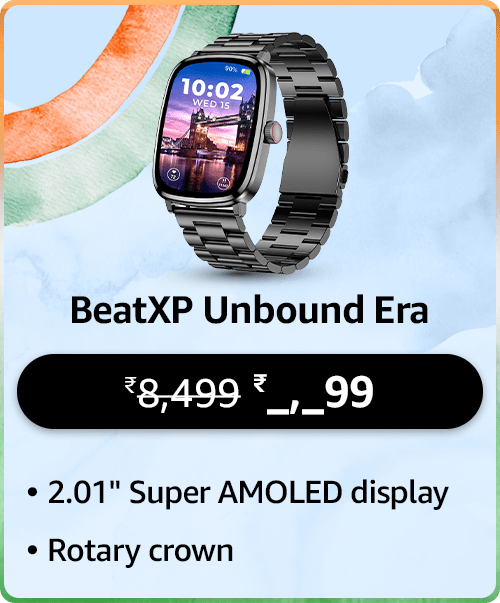 90%
10:02
WED 15
BeatXP Unbound Era
₹8,499 ₹_,_99
• 2.01" Super AMOLED display
• Rotary crown